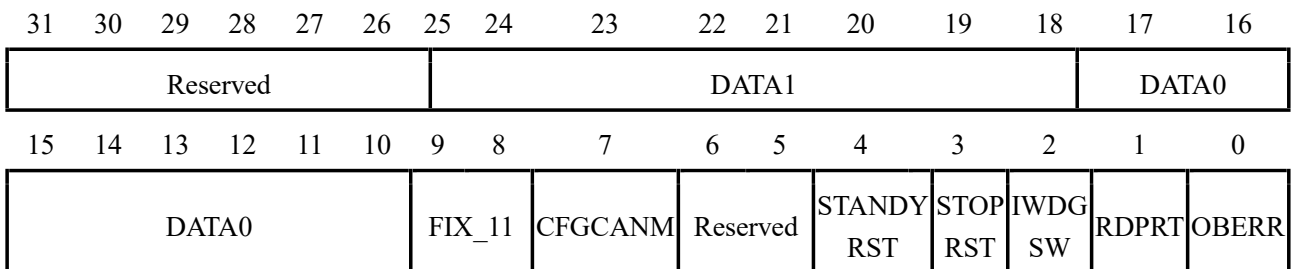 31 30 29 28 27 26 25 24 23 22 21 20 19 18 17 16
Reserved DATA1 DATA0
15 14 13 12 11 10 9 8 7 6 5 4 3 2 1 0
DATA0 FIX_11 CFGCANM Reserved STANDY RST STOP RST IWDG SW RDPRT OBERR